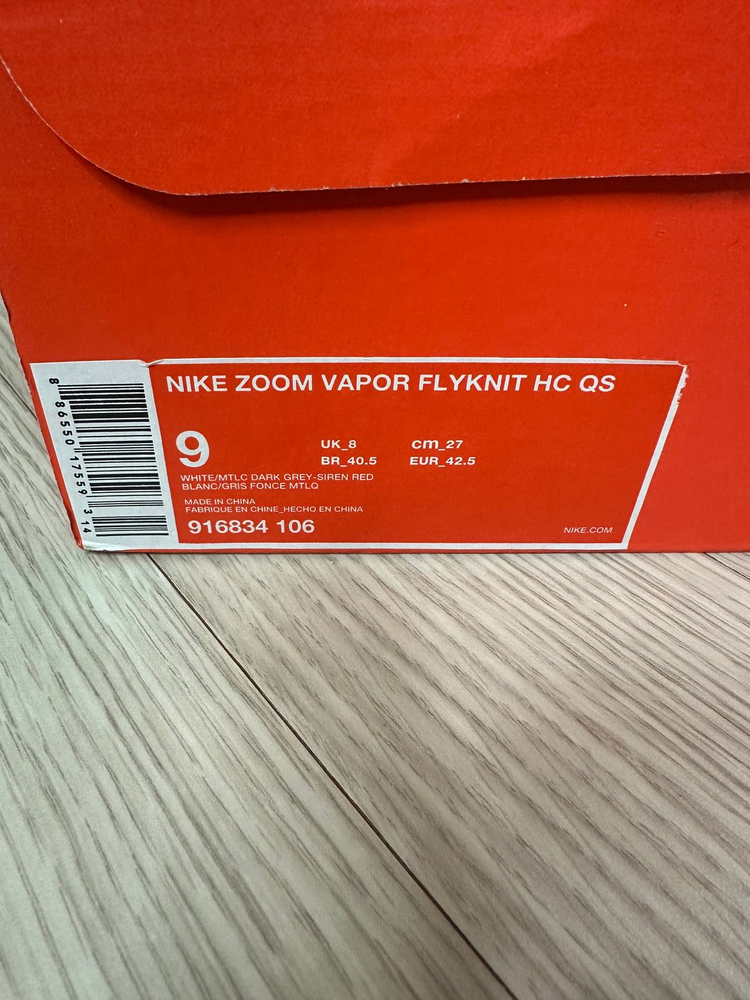 NIKE ZOOM VAPOR FLYKNIT HC QS
9
UK_8 cm_27
BR_40.5 EUR_42.5
WHITE/MTLC DARK GREY-SIREN RED
BLANC/GRIS FONCE MTLQ
MADE IN CHINA
FABRIQUE EN CHINE_HECHO EN CHINA
916834 106
NIKE.COM
8 86550 17559 3 14